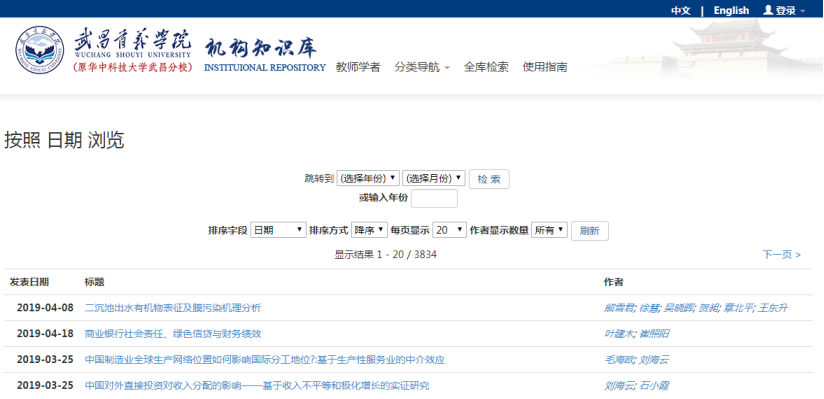 中文 | English 登录
武昌首义学院 机构知识库
WUCHANG SHOUYI UNIVERSITY
(原华中科技大学武昌分校) INSTITUIONAL REPOSITORY 教师学者 分类导航 全库检索 使用指南
按照 日期 浏览
跳转到 (选择年份) (选择月份) 检 索
或输入年份
排序字段 日期 排序方式 降序 每页显示 20 作者显示数量 所有 刷新
显示结果 1 - 20 / 3834 下一页 >
发表日期 标题 作者
2019-04-08 二沉池出水有机物表征及膜污染机理分析 熊雪君; 徐慧; 吴晓晖; 贺昶; 章北平; 王东升
2019-04-18 商业银行社会责任、绿色信贷与财务绩效 叶建木; 崔照阳
2019-03-25 中国制造业全球生产网络位置如何影响国际分工地位?:基于生产性服务业的中介效应 毛海欧; 刘海云
2019-03-25 中国对外直接投资对收入分配的影响——基于收入不平等和极化增长的实证研究 刘海云; 石小霞